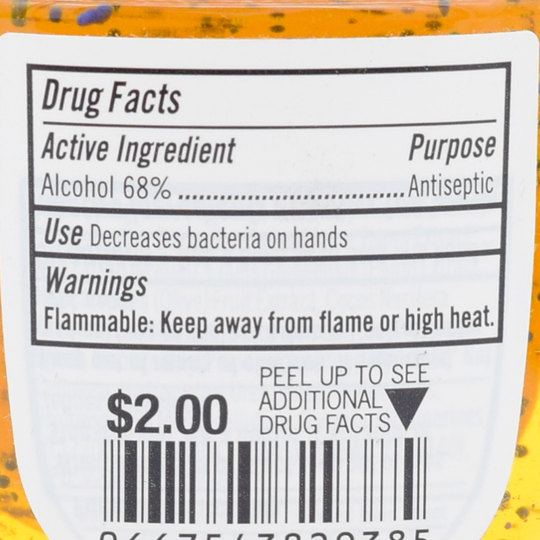 Drug Facts
Active Ingredient Purpose
Alcohol 68% ........................................ Antiseptic
Use Decreases bacteria on hands
Warnings
Flammable: Keep away from flame or high heat.
$2.00
PEEL UP TO SEE
ADDITIONAL
DRUG FACTS